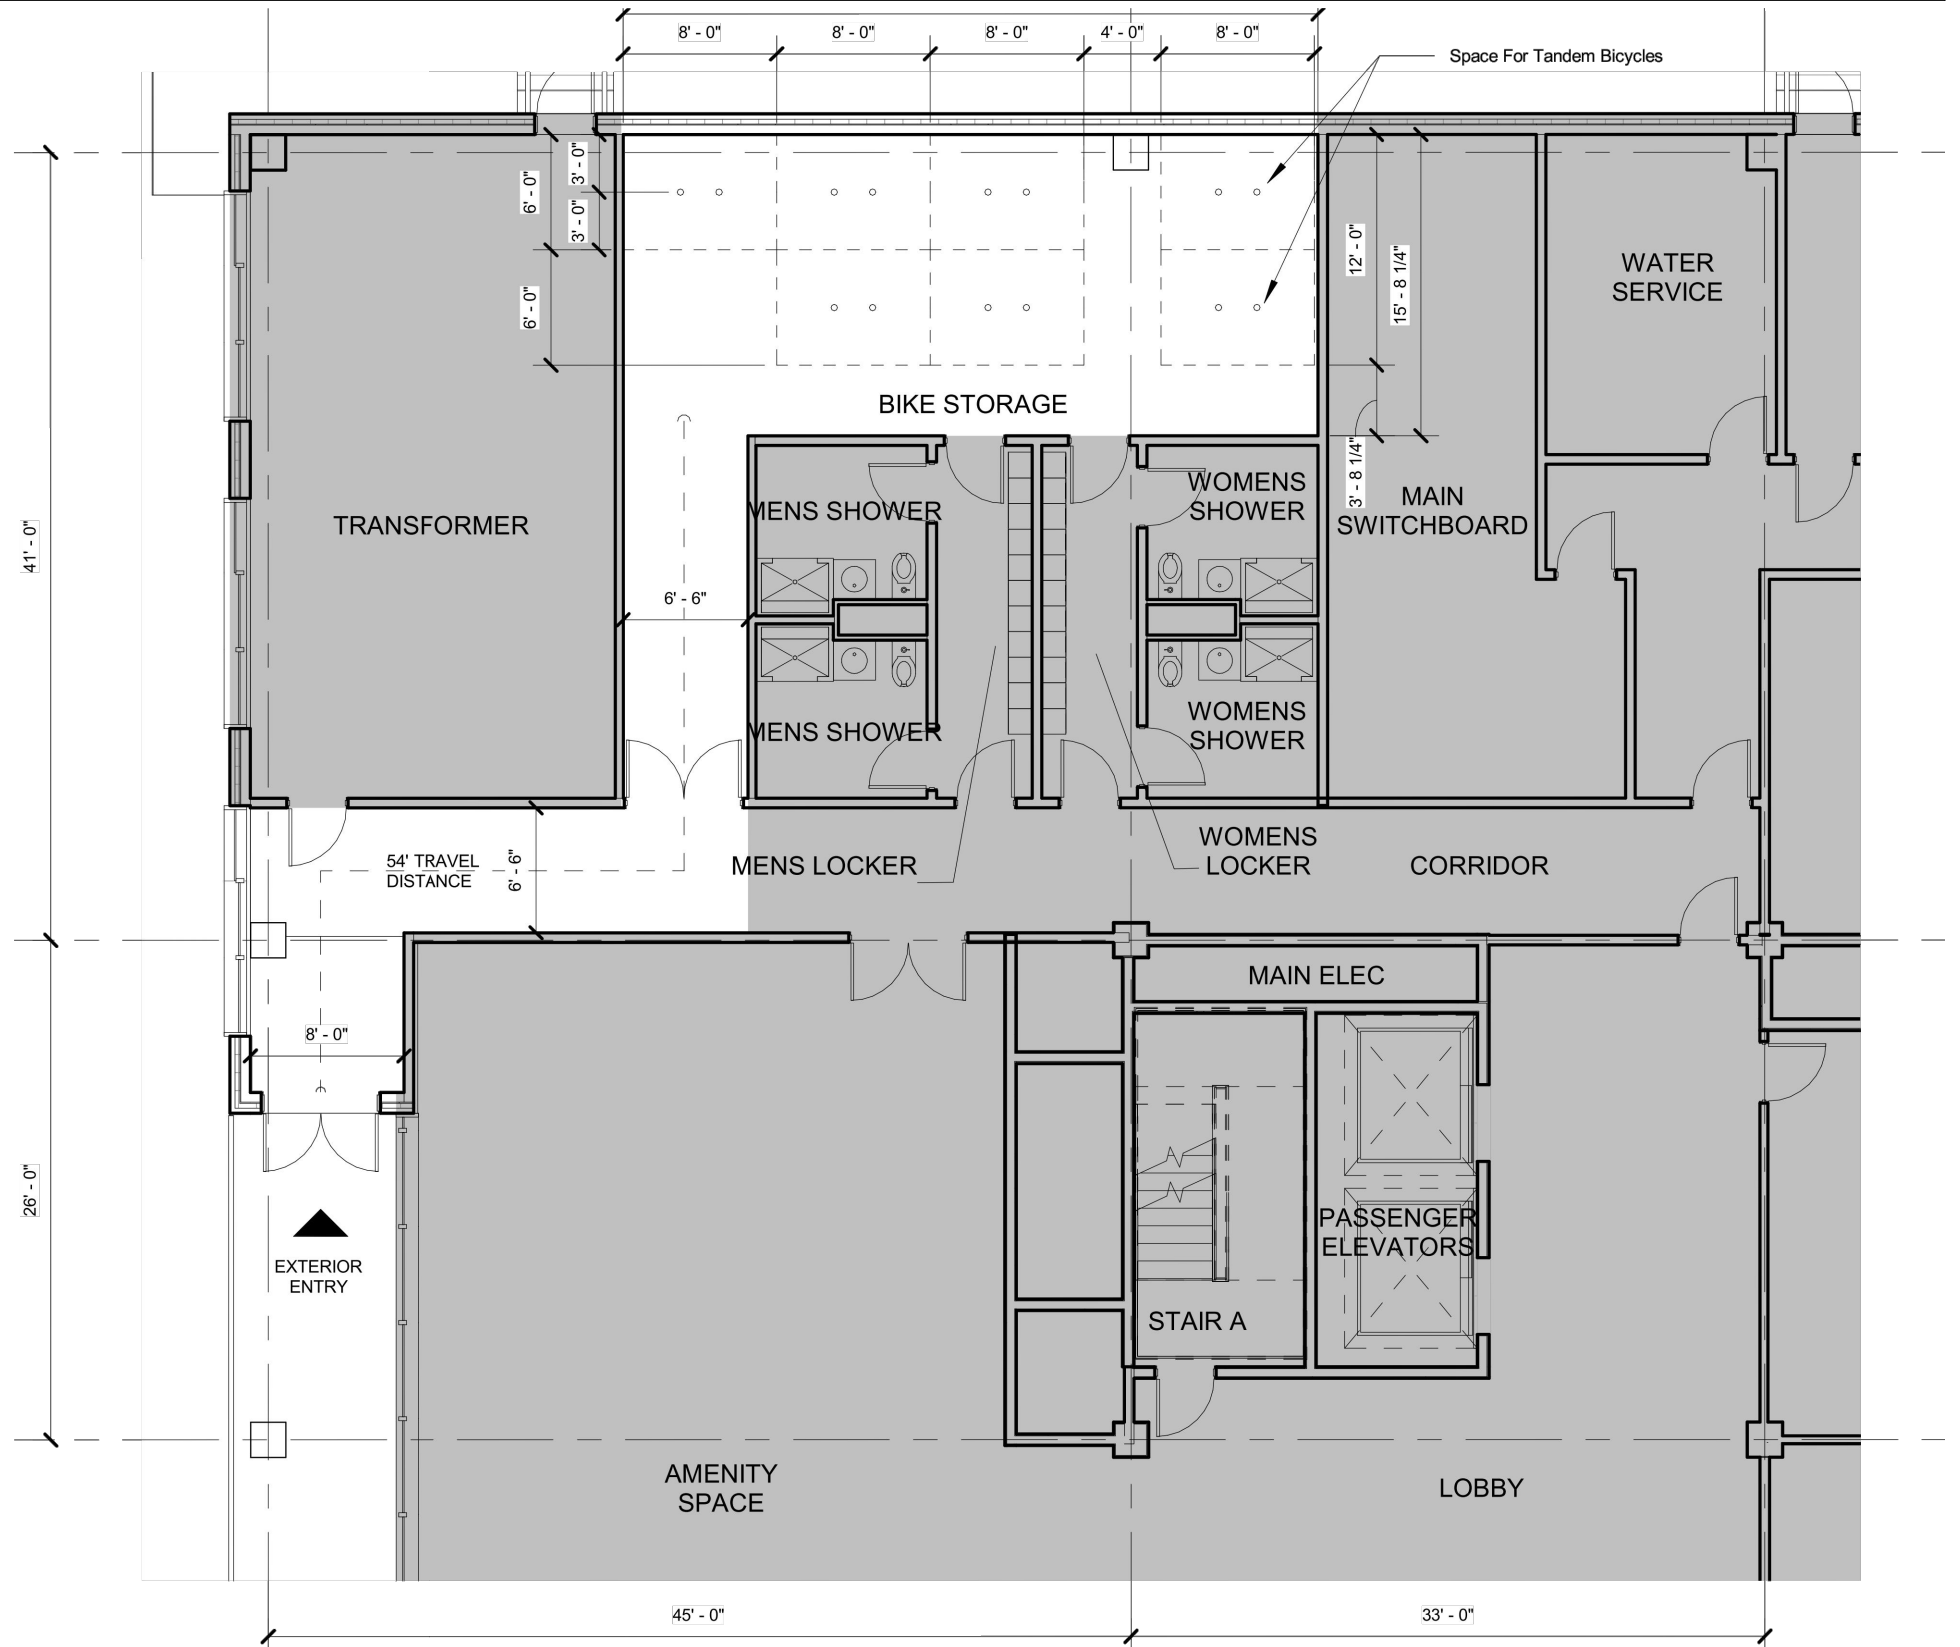 8' - 0"
8' - 0"
8' - 0"
4' - 0"
8' - 0"
Space For Tandem Bicycles
3' - 0"
6' - 0"
3' - 0"
6' - 0"
12' - 0"
15' - 8 1/4"
WATER
SERVICE
BIKE STORAGE
3' - 8 1/4"
TRANSFORMER
MENS SHOWER
WOMENS
SHOWER
MAIN
SWITCHBOARD
41' - 0"
6' - 6"
MENS SHOWER
WOMENS
SHOWER
54' TRAVEL
DISTANCE
6' - 6"
MENS LOCKER
WOMENS
LOCKER
CORRIDOR
MAIN ELEC
8' - 0"
26' - 0"
EXTERIOR
ENTRY
PASSENGER
ELEVATORS
STAIR A
AMENITY
SPACE
LOBBY
45' - 0"
33' - 0"